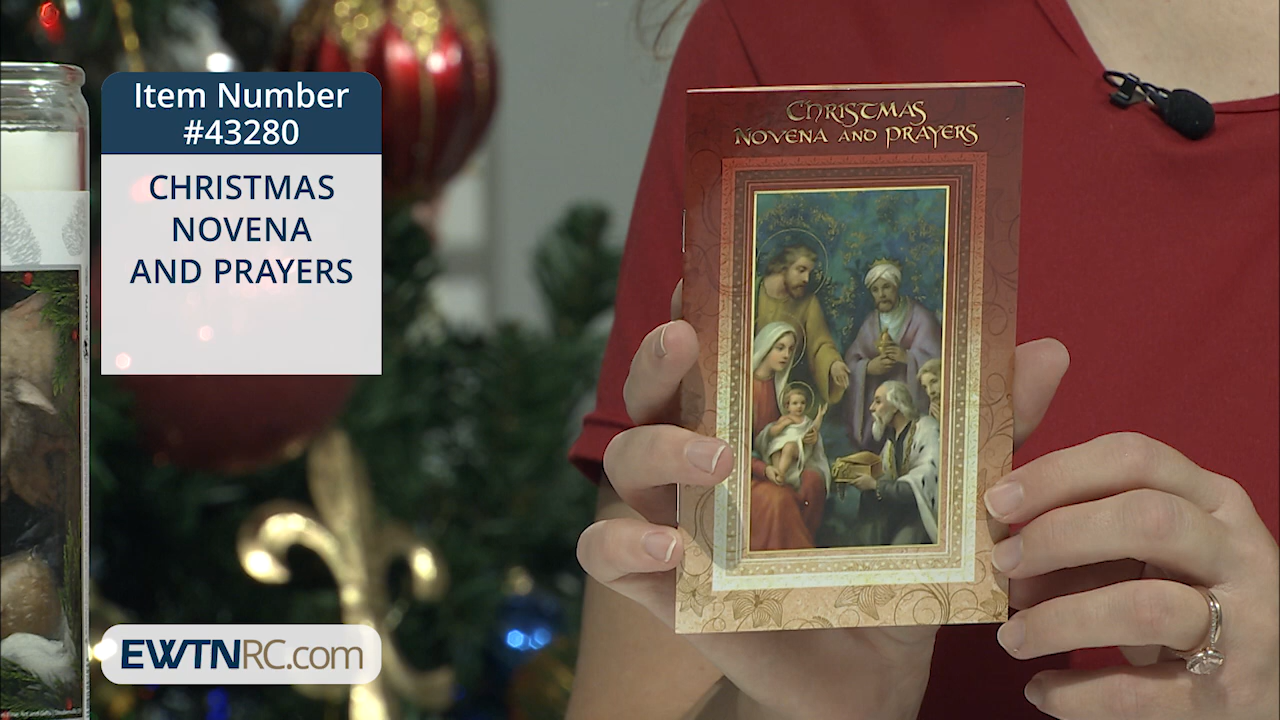 Item Number
#43280
CHRISTMAS
NOVENA
AND PRAYERS
EWTNRC.com
CHRISTMAS
NOVENA AND PRAYERS